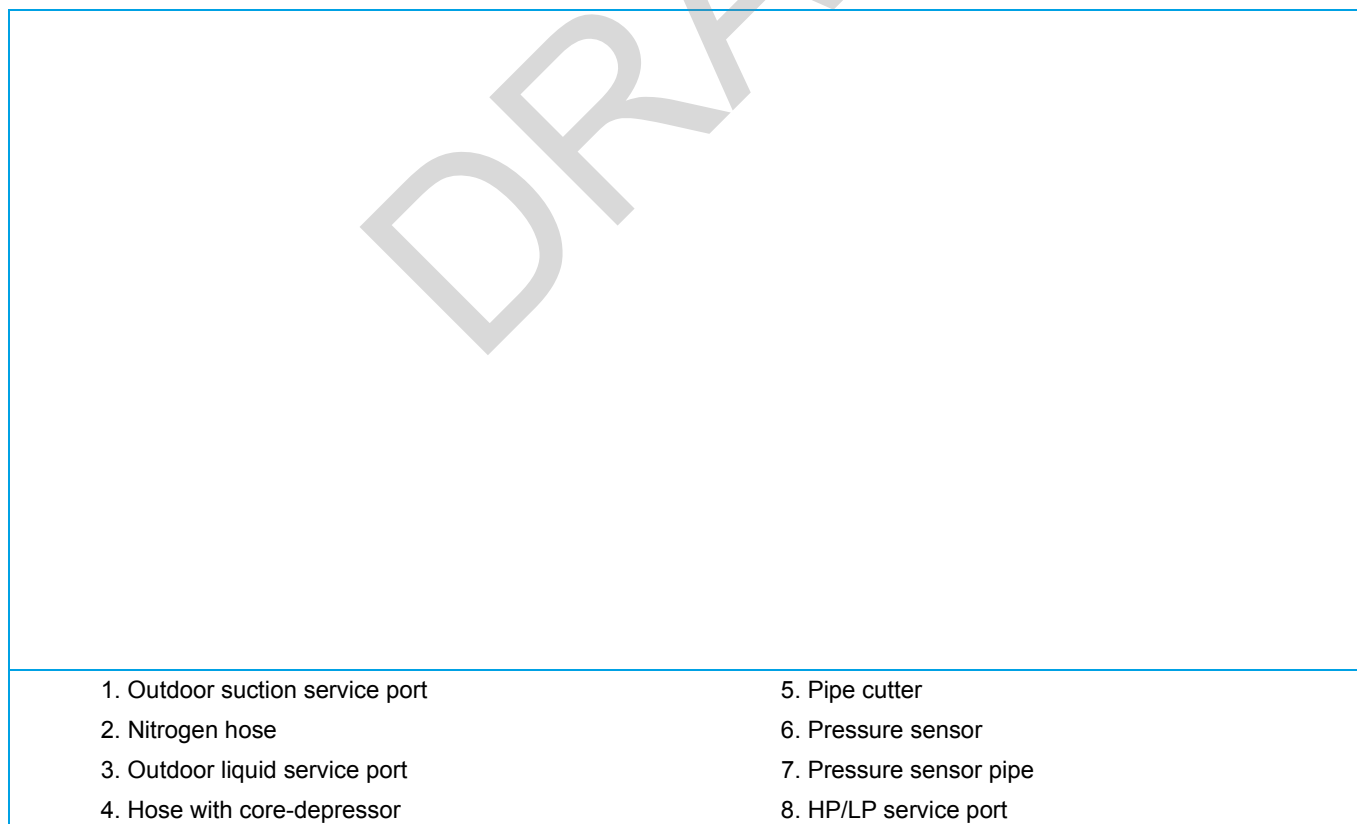 DRA
1. Outdoor suction service port
2. Nitrogen hose
3. Outdoor liquid service port
4. Hose with core-depressor
5. Pipe cutter
6. Pressure sensor
7. Pressure sensor pipe
8. HP/LP service port